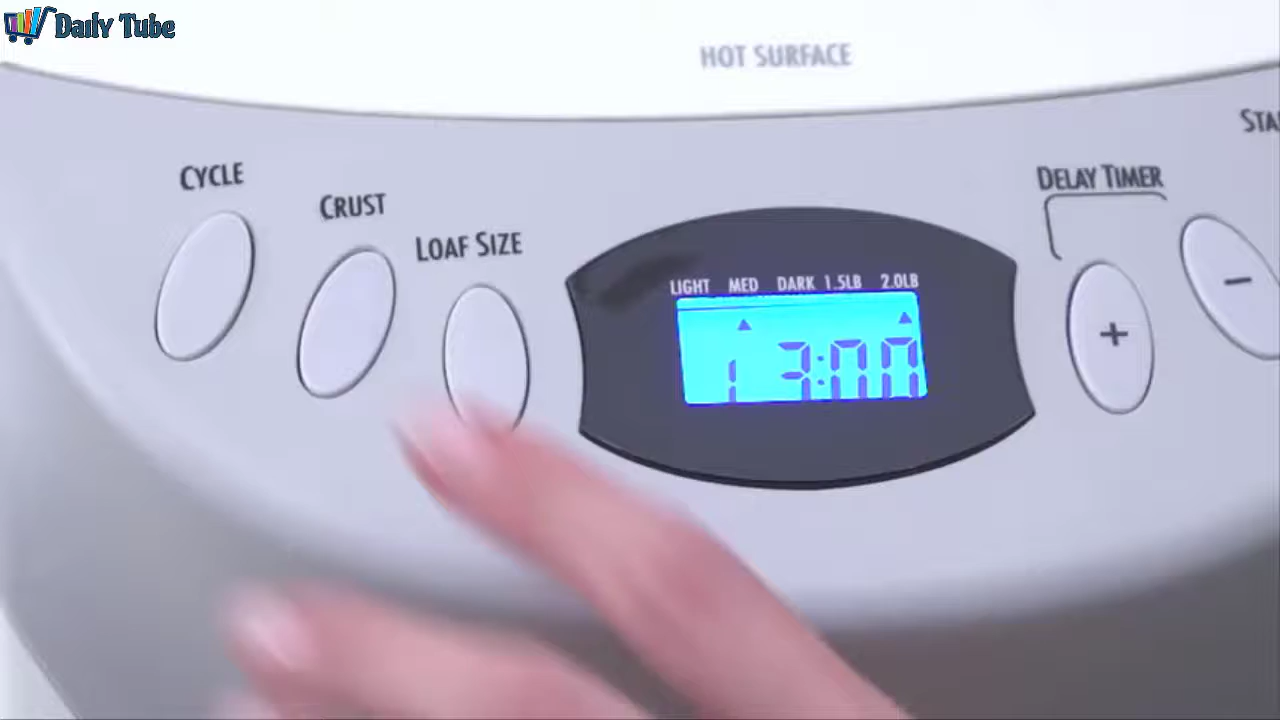 Daily Tube
HOT SURFACE
CYCLE
CRUST
LOAF SIZE
LIGHT MED DARK 1.5LB 2.0LB
1 3:00
DELAY TIMER
+
-